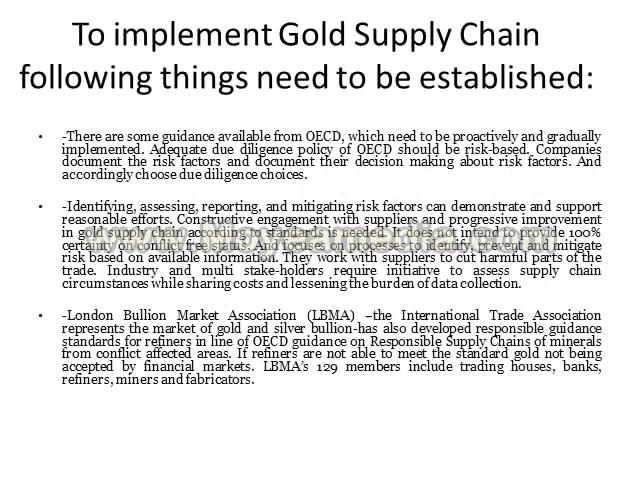 To implement Gold Supply Chain
following things need to be established:
• -There are some guidance available from OECD, which need to be proactively and gradually
implemented. Adequate due diligence policy of OECD should be risk-based. Companies
document the risk factors and document their decision making about risk factors. And
accordingly choose due diligence choices.
• -Identifying, assessing, reporting, and mitigating risk factors can demonstrate and support
reasonable efforts. Constructive engagement with suppliers and progressive improvement
in gold supply chain according to standards is needed. It does not intend to provide 100%
certainty on conflict free status. And focuses on processes to identify, prevent and mitigate
risk based on available information. They work with suppliers to cut harmful parts of the
trade. Industry and multi stake-holders require initiative to assess supply chain
circumstances while sharing costs and lessening the burden of data collection.
• -London Bullion Market Association (LBMA) –the International Trade Association
represents the market of gold and silver bullion-has also developed responsible guidance
standards for refiners in line of OECD guidance on Responsible Supply Chains of minerals
from conflict affected areas. If refiners are not able to meet the standard gold not being
accepted by financial markets. LBMA's 129 members include trading houses, banks,
refiners, miners and fabricators.